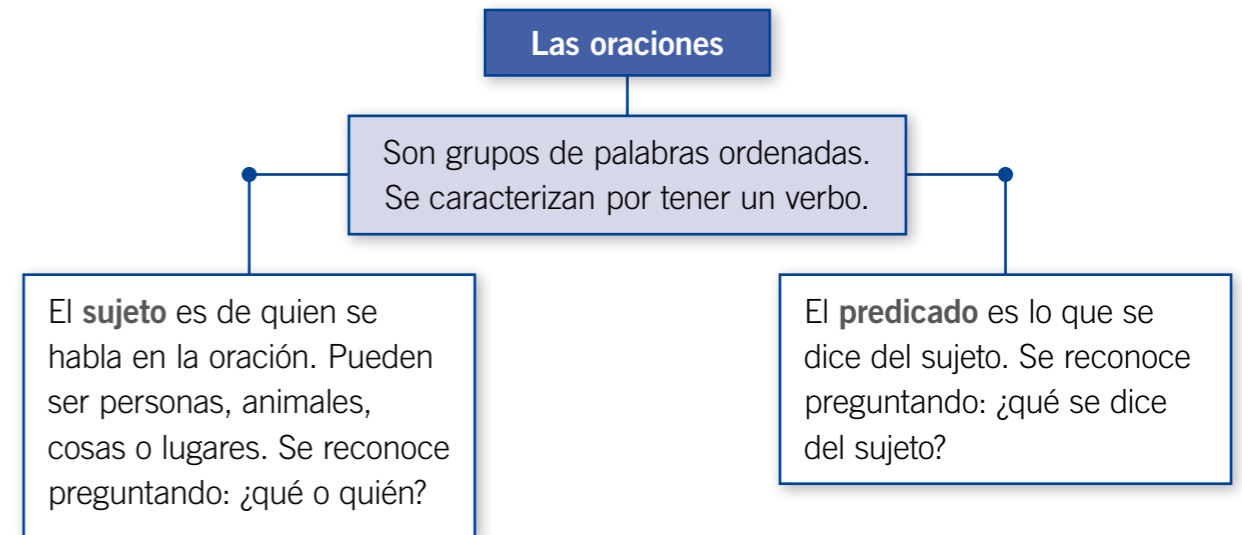 Las oraciones
Son grupos de palabras ordenadas.
Se caracterizan por tener un verbo.
El sujeto es de quien se
habla en la oración. Pueden
ser personas, animales,
cosas o lugares. Se reconoce
preguntando: ¿qué o quién?
El predicado es lo que se
dice del sujeto. Se reconoce
preguntando: ¿qué se dice
del sujeto?